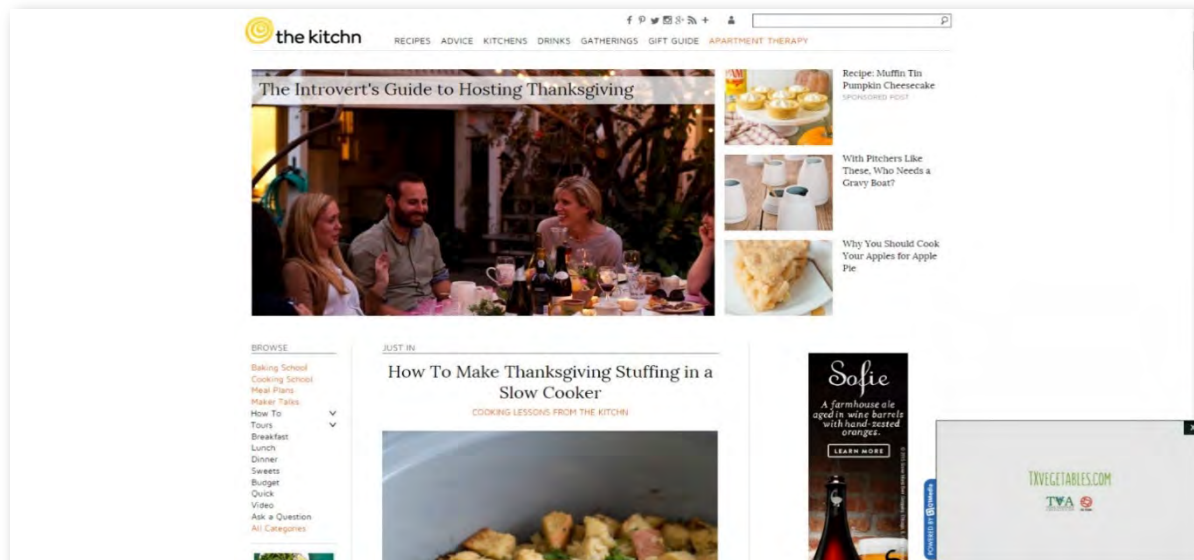 the kitchn
RECIPES ADVICE KITCHENS DRINKS GATHERINGS GIFT GUIDE APARTMENT THERAPY
The Introvert's Guide to Hosting Thanksgiving
Recipe: Muffin Tin
Pumpkin Cheesecake
SPONSORED POST
With Pitchers Like
These, Who Needs a
Gravy Boat?
Why You Should Cook
Your Apples for Apple
Pie
BROWSE
Baking School
Cooking School
Meal Plans
Maker Talks
How To
Tours
Breakfast
Lunch
Dinner
Sweets
Budget
Quick
Video
Ask a Question
All Categories
JUST IN
How To Make Thanksgiving Stuffing in a
Slow Cooker
COOKING LESSONS FROM THE KITCHN
Sofie
A farmhouse ale
aged in wine barrels
with hand-zested
oranges.
LEARN MORE
POWERED BY
TXVEGETABLES.COM
TVA